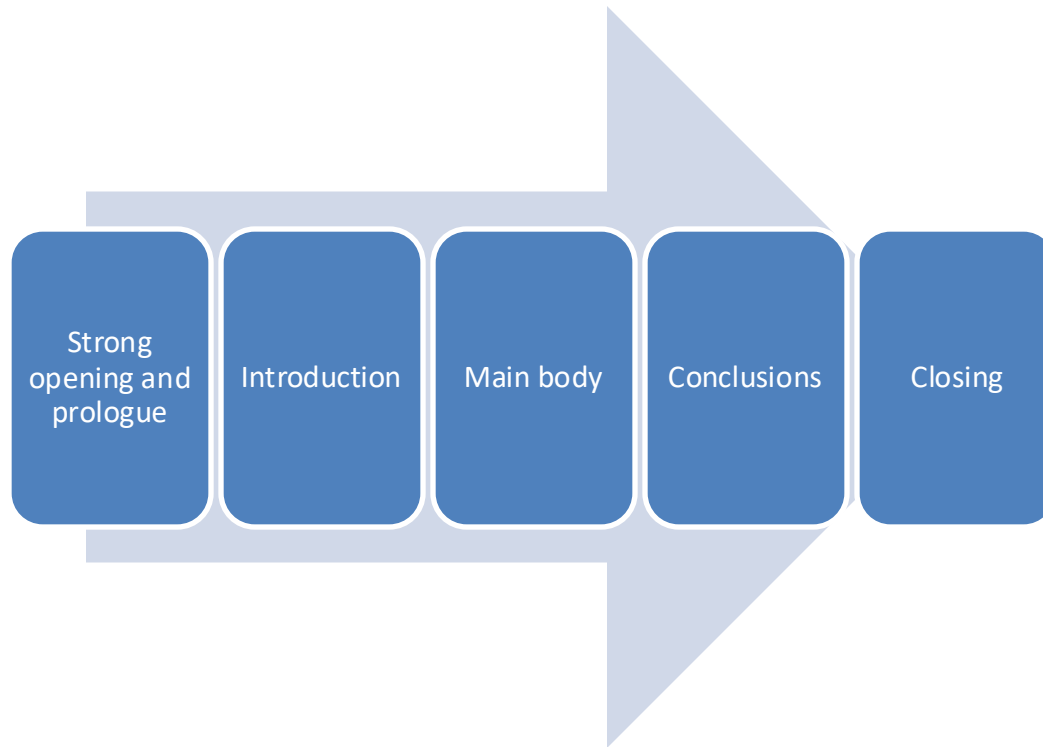 Strong
opening and
prologue
Introduction
Main body
Conclusions
Closing